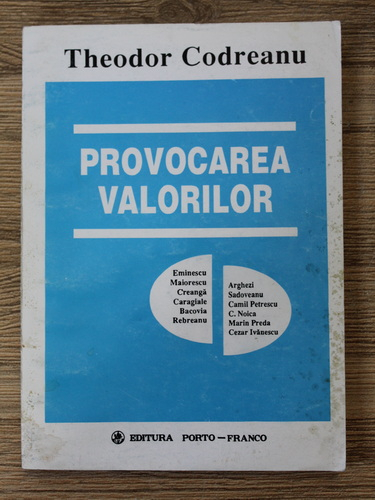 Theodor Codreanu
PROVOCAREA
VALORILOR
Eminescu
Maiorescu
Creangă
Caragiale
Bacovia
Rebreanu
Arghezi
Sadoveanu
Camil Petrescu
C. Noica
Marin Preda
Cezar Ivănescu
EDITURA PORTO—FRANCO